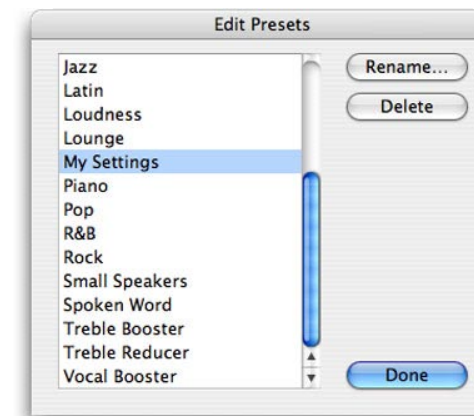 Edit Presets
Jazz
Latin
Loudness
Lounge
My Settings
Piano
Pop
R&B
Rock
Small Speakers
Spoken Word
Treble Booster
Treble Reducer
Vocal Booster
Rename...
Delete
Done